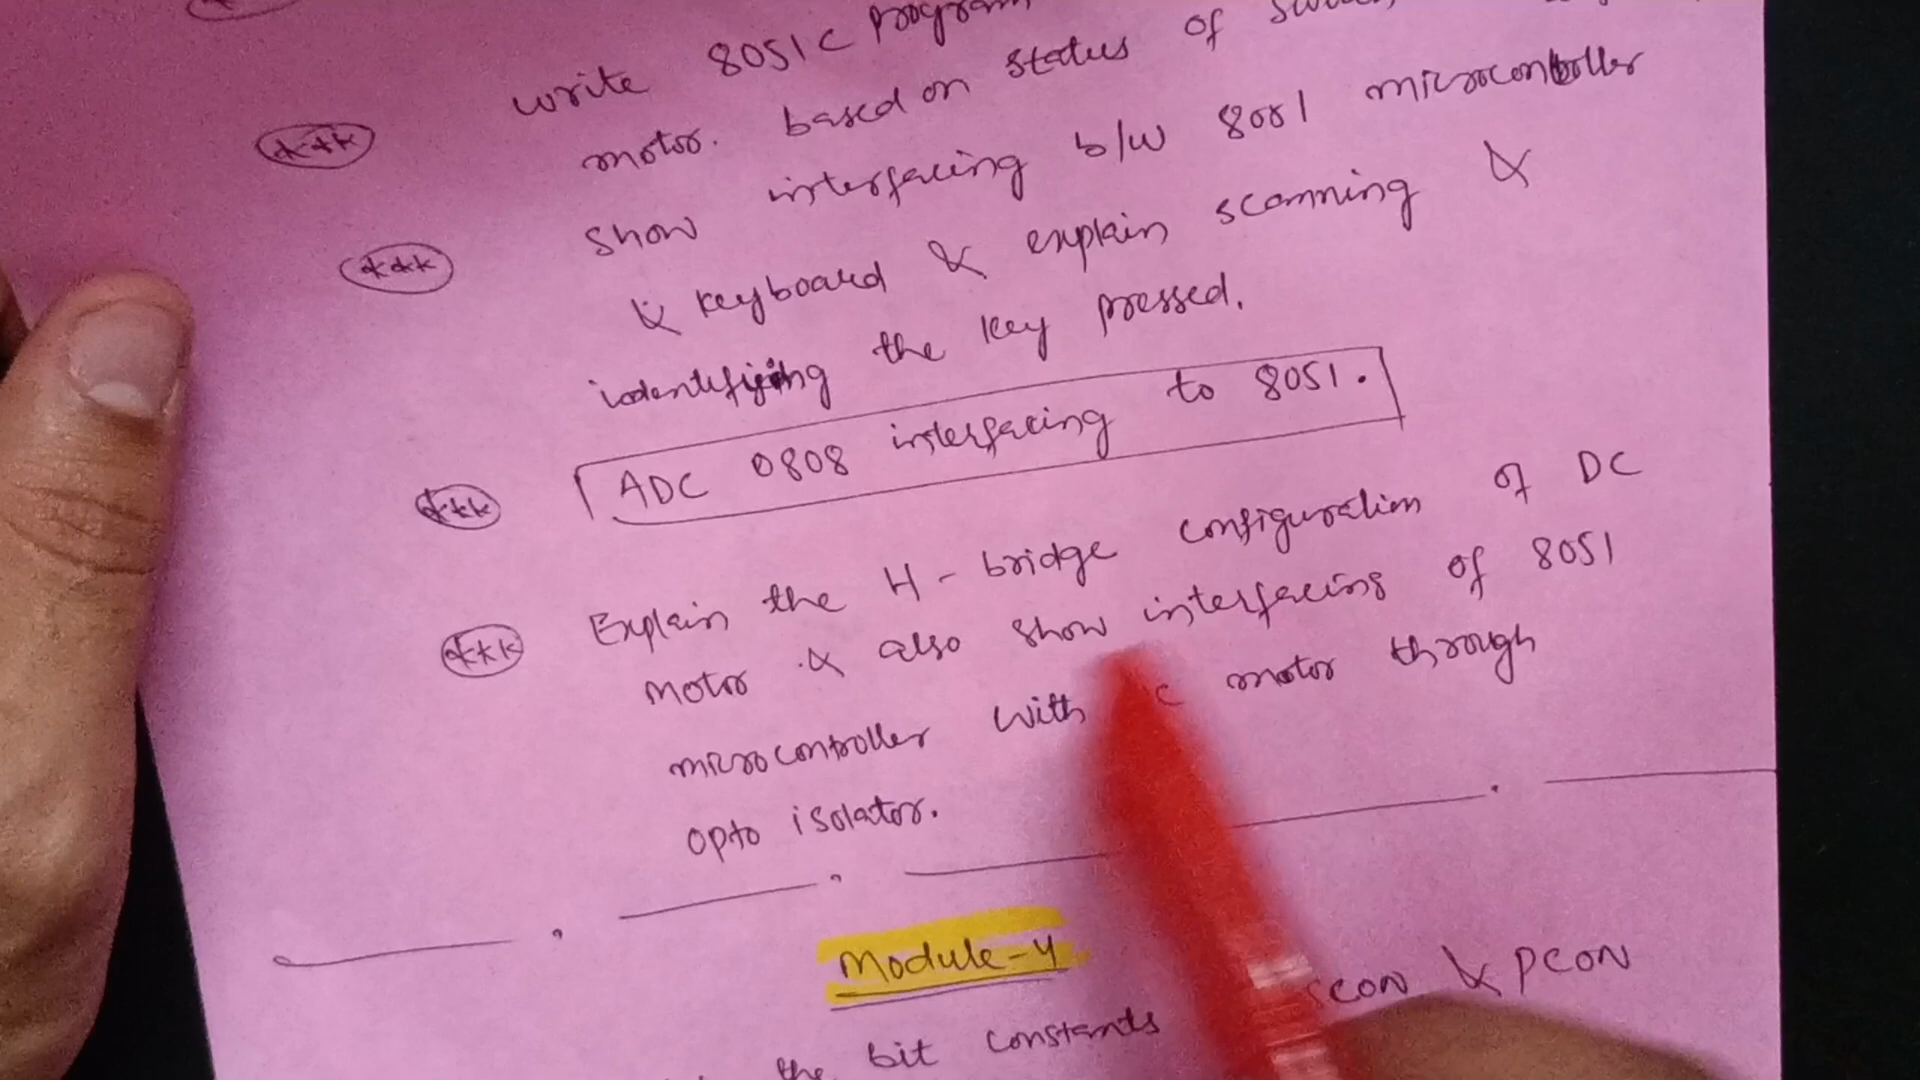 write 8051 C program
*** motor. based on status of
show interfacing b/w 8051 microcontroller
*** & keyboard & explain scanning &
identifying the key pressed.
*** ADC 0808 interfacing to 8051.
Explain the H-bridge configuration of DC
*** motor & also show interfacing of 8051
microcontroller with motor through
opto isolator.
Module-4
the bit constants SCON & PCON